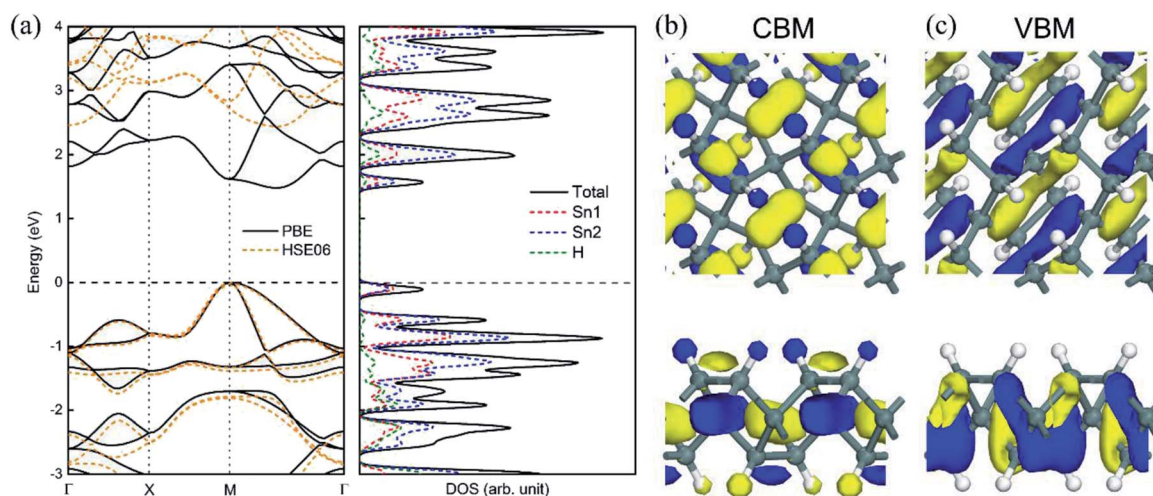 (a)
(b)
CBM
(c)
VBM
4
3
2
4
0
-1
-2
-3
Energy (eV)
PBE
HSE06
Γ
X
M
Γ
Total
Sn1
Sn2
H
DOS (arb. unit)